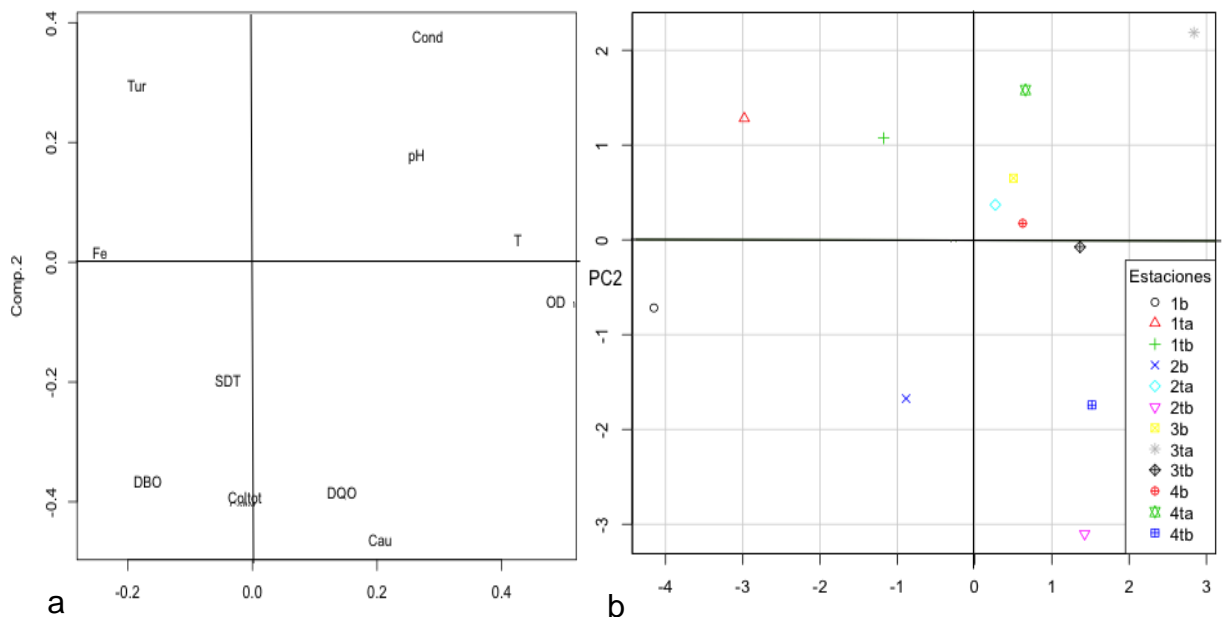 0.4
0.2
0.0
-0.2
-0.4
Comp.2
Cond
Tur
pH
T
Fe
OD
SDT
DBO
Coltot
DQO
Cau
-0.2 0.0 0.2 0.4
a
2
1
0
-1
-2
-3
PC2
Estaciones
1b
1ta
1tb
2b
2ta
2tb
3b
3ta
3tb
4b
4ta
4tb
-4 -3 -2 -1 0 1 2 3
b